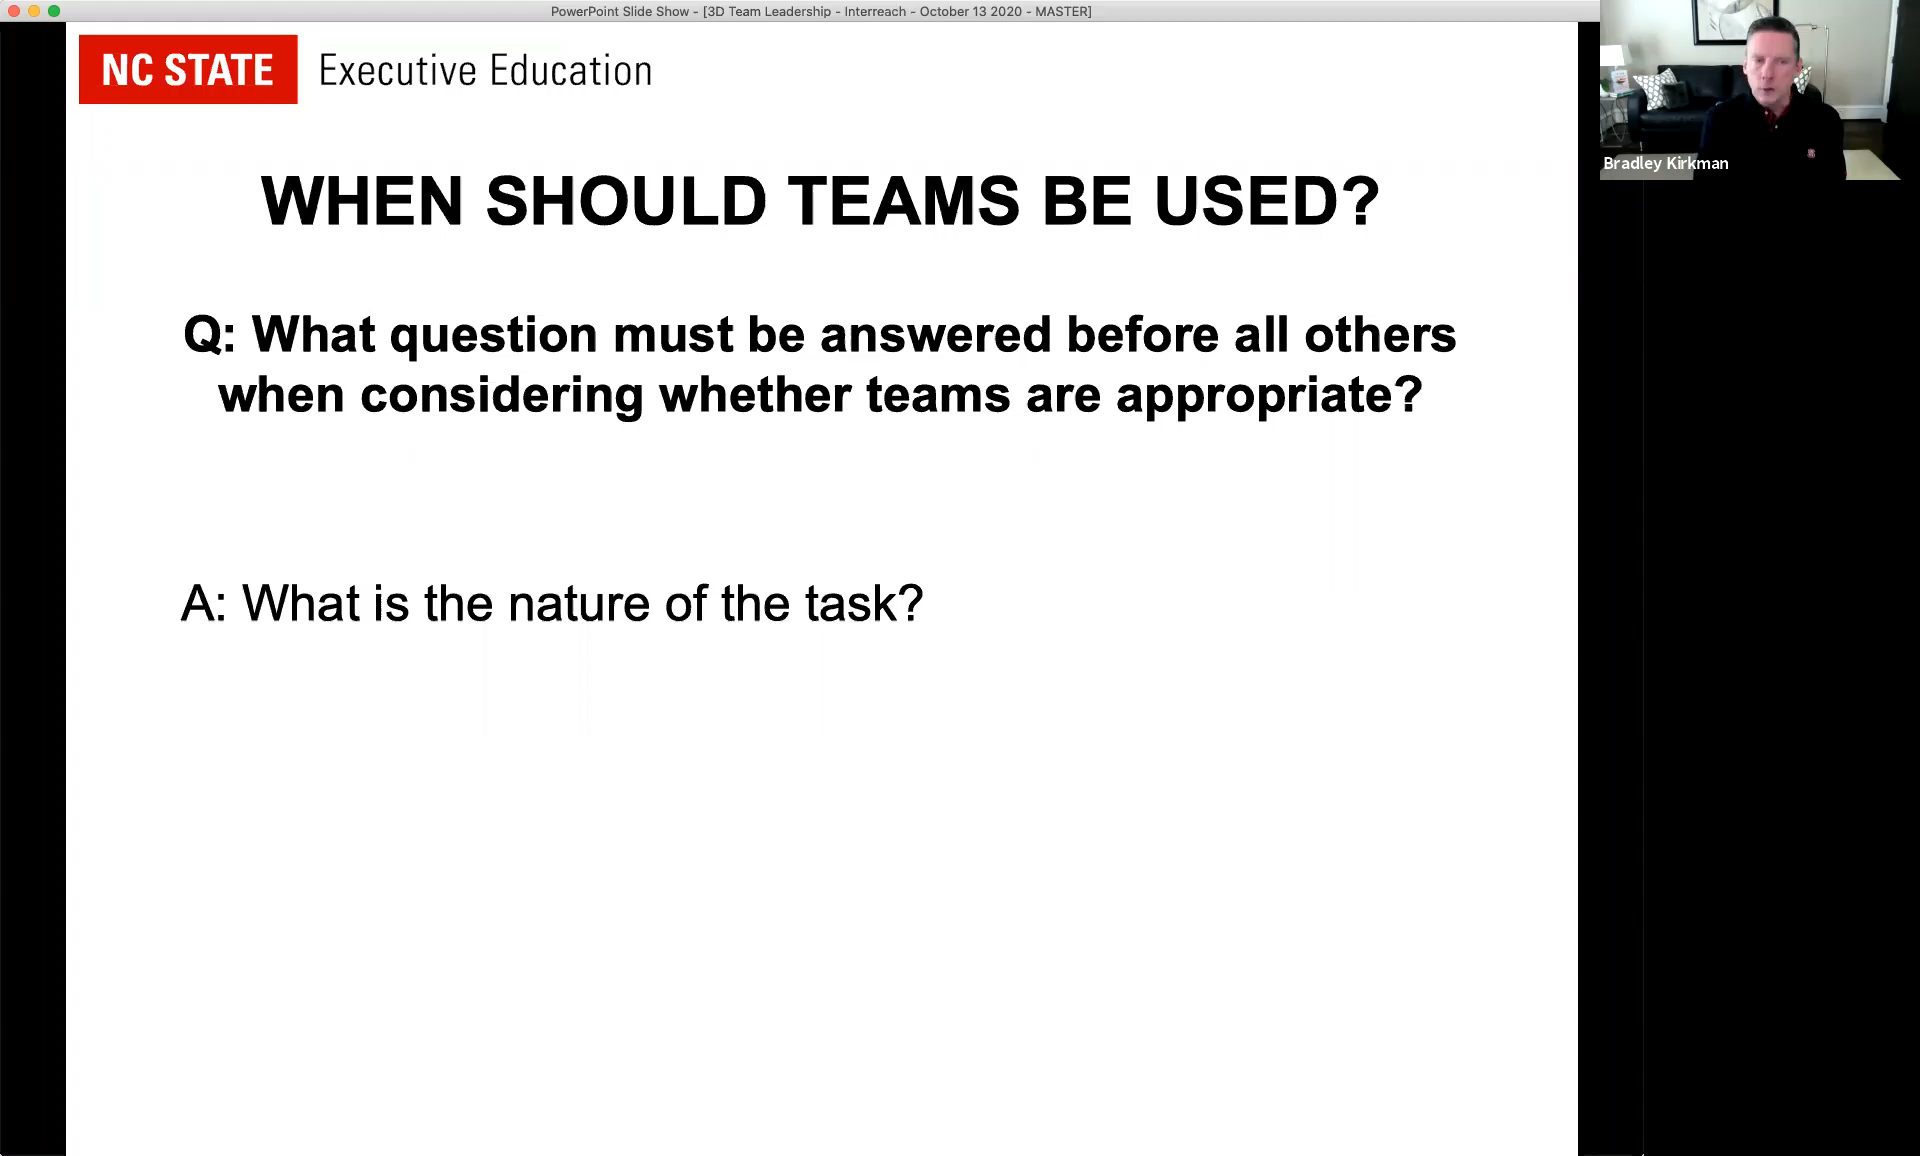 PowerPoint Slide Show - [3D Team Leadership - Interreach - October 13 2020 - MASTER]
NC STATE Executive Education
Bradley Kirkman
WHEN SHOULD TEAMS BE USED?
Q: What question must be answered before all others
when considering whether teams are appropriate?
A: What is the nature of the task?